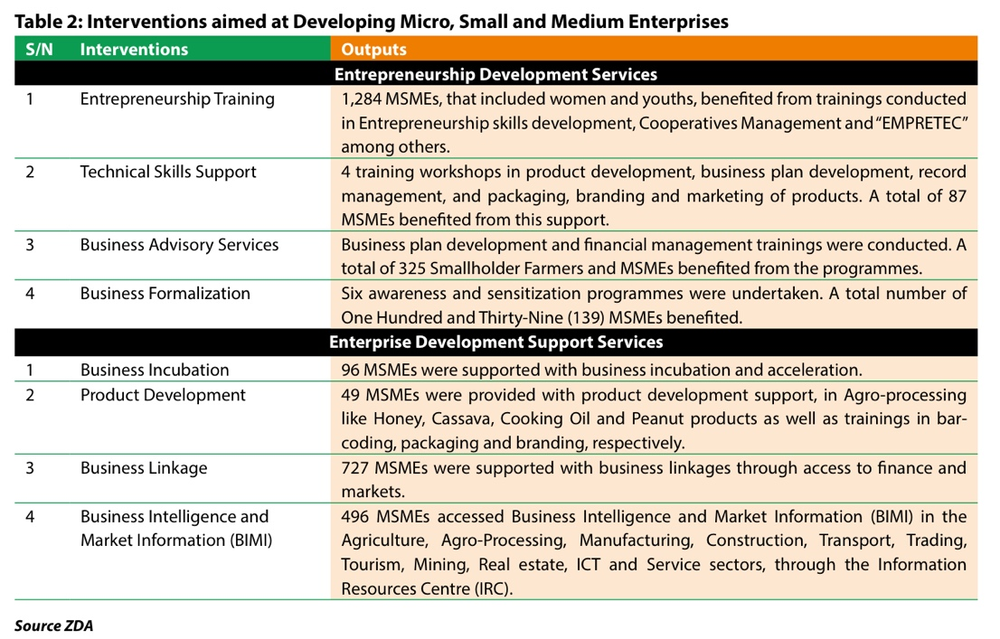 Table 2: Interventions aimed at Developing Micro, Small and Medium Enterprises
S/N Interventions Outputs
Entrepreneurship Development Services
1 Entrepreneurship Training 1,284 MSMEs, that included women and youths, benefited from trainings conducted
in Entrepreneurship skills development, Cooperatives Management and “EMPRETEC”
among others.
2 Technical Skills Support 4 training workshops in product development, business plan development, record
management, and packaging, branding and marketing of products. A total of 87
MSMEs benefited from this support.
3 Business Advisory Services Business plan development and financial management trainings were conducted. A
total of 325 Smallholder Farmers and MSMEs benefited from the programmes.
4 Business Formalization Six awareness and sensitization programmes were undertaken. A total number of
One Hundred and Thirty-Nine (139) MSMEs benefited.
Enterprise Development Support Services
1 Business Incubation 96 MSMEs were supported with business incubation and acceleration.
2 Product Development 49 MSMEs were provided with product development support, in Agro-processing
like Honey, Cassava, Cooking Oil and Peanut products as well as trainings in bar-
coding, packaging and branding, respectively.
3 Business Linkage 727 MSMEs were supported with business linkages through access to finance and
markets.
4 Business Intelligence and 496 MSMEs accessed Business Intelligence and Market Information (BIMI) in the
Market Information (BIMI) Agriculture, Agro-Processing, Manufacturing, Construction, Transport, Trading,
Tourism, Mining, Real estate, ICT and Service sectors, through the Information
Resources Centre (IRC).
Source ZDA